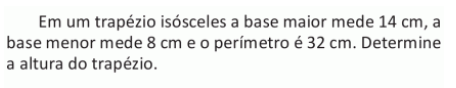 Em um trapézio isósceles a base maior mede 14 cm, a
base menor mede 8 cm e o perímetro é 32 cm. Determine
a altura do trapézio.